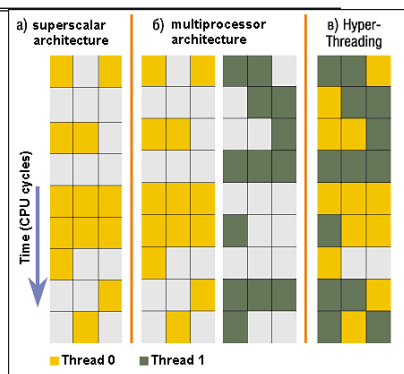 а) superscalar
architecture
б) multiprocessor
architecture
в) Hyper-
Threading
Time (CPU cycles)
Thread 0
Thread 1